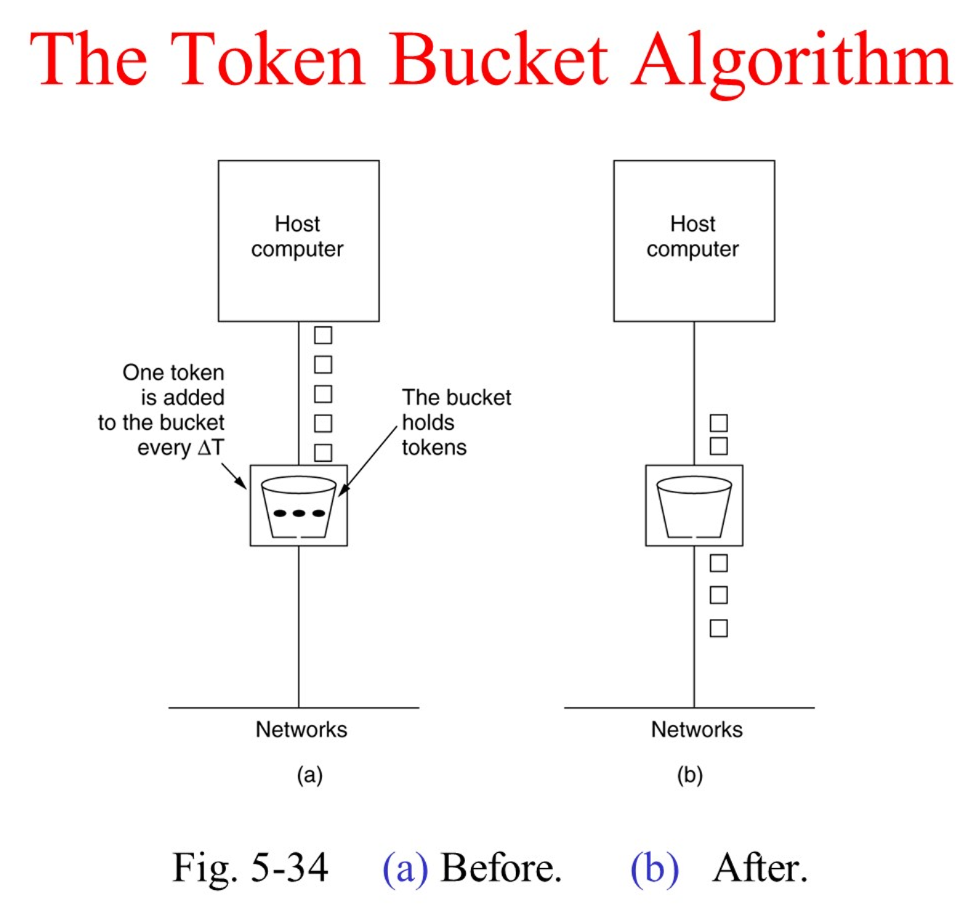 The Token Bucket Algorithm
Host
computer
Host
computer
One token
is added
to the bucket
every ΔT
The bucket
holds
tokens
Networks
Networks
(a)
(b)
Fig. 5-34 (a) Before. (b) After.